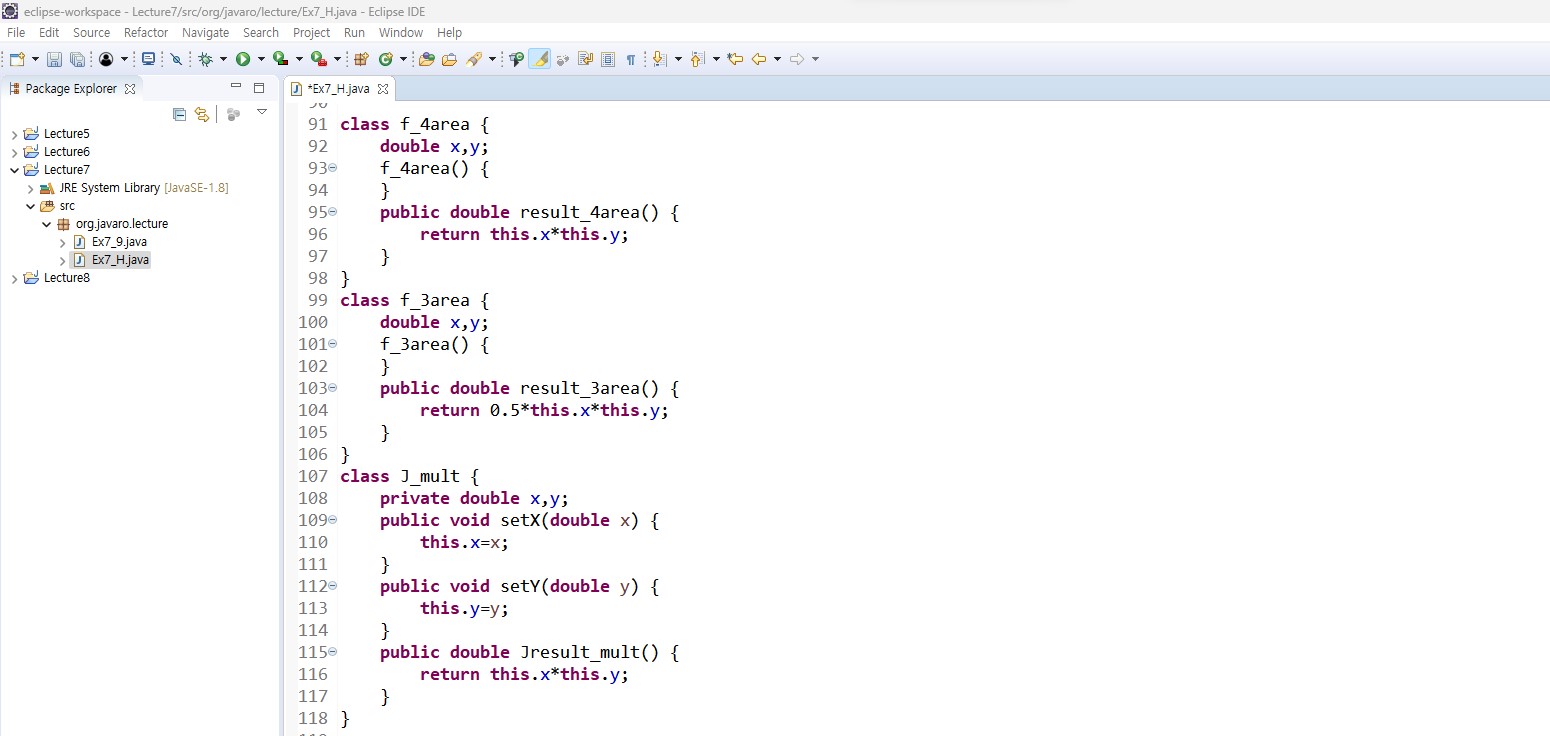 eclipse-workspace - Lecture7/src/org/javaro/lecture/Ex7_H.java - Eclipse IDE
File Edit Source Refactor Navigate Search Project Run Window Help
Package Explorer
Lecture5
Lecture6
Lecture7
JRE System Library [JavaSE-1.8]
src
org.javaro.lecture
Ex7_9.java
Ex7_H.java
Lecture8
*Ex7_H.java
91 class f_4area {
92     double x,y;
93     f_4area() {
94     }
95     public double result_4area() {
96         return this.x*this.y;
97     }
98 }
99 class f_3area {
100     double x,y;
101     f_3area() {
102     }
103     public double result_3area() {
104         return 0.5*this.x*this.y;
105     }
106 }
107 class J_mult {
108     private double x,y;
109     public void setX(double x) {
110         this.x=x;
111     }
112     public void setY(double y) {
113         this.y=y;
114     }
115     public double Jresult_mult() {
116         return this.x*this.y;
117     }
118 }